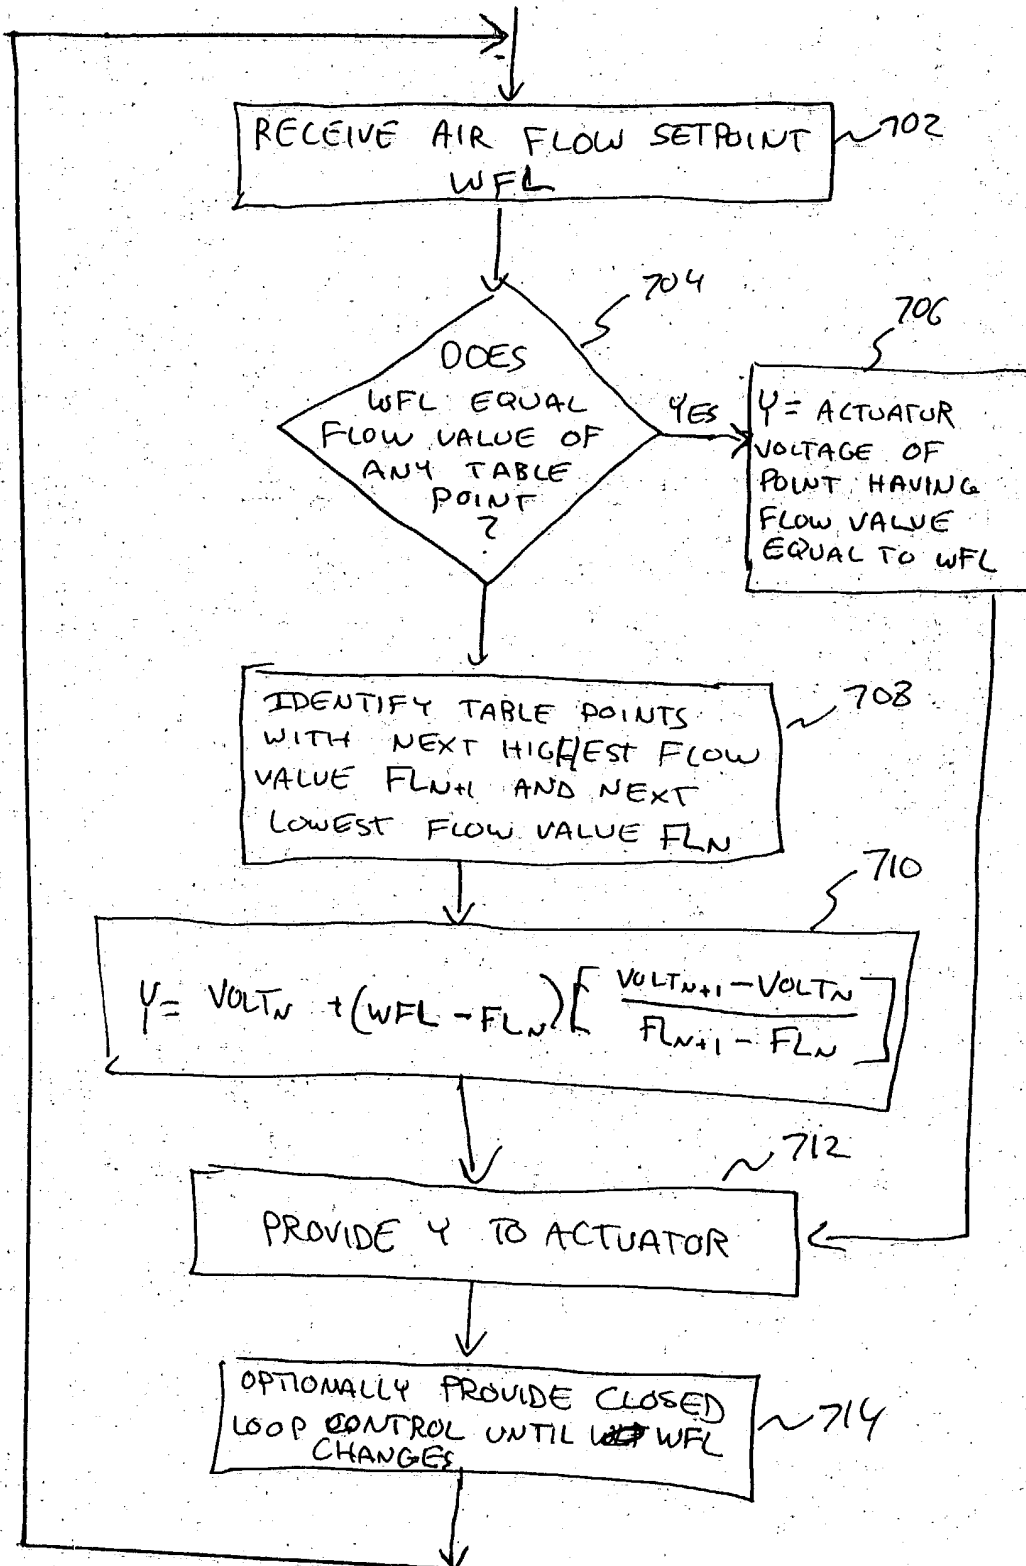 RECEIVE AIR FLOW SETPOINT
WFL
702
704
DOES
WFL EQUAL
FLOW VALUE OF
ANY TABLE
POINT
?
YES
706
Y= ACTUATOR
VOLTAGE OF
POINT HAVING
FLOW VALUE
EQUAL TO WFL
708
IDENTIFY TABLE POINTS
WITH NEXT HIGHEST FLOW
VALUE FLN+1 AND NEXT
LOWEST FLOW VALUE FLN
710
Y= VOLTN +(WFL-FLN)[VOLTN+1-VOLTN
FLN+1-FLN]
712
PROVIDE Y TO ACTUATOR
OPTIONALLY PROVIDE CLOSED
LOOP CONTROL UNTIL WFL
CHANGES
714